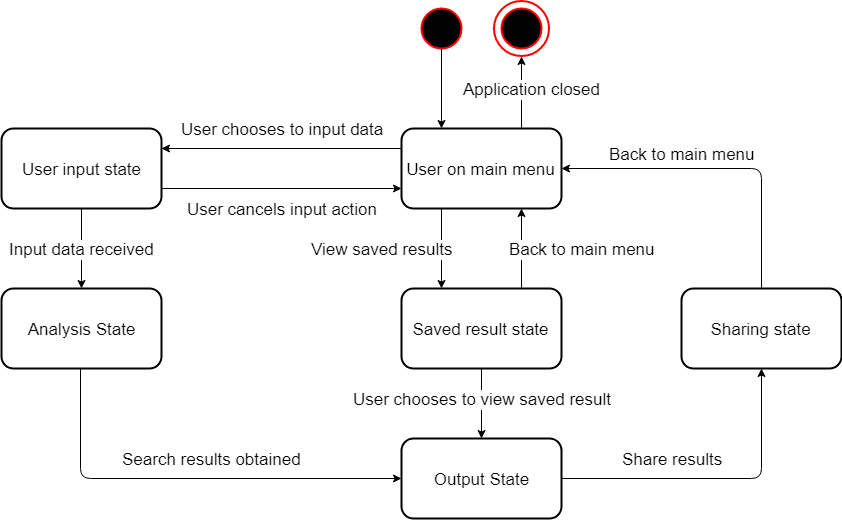 Application closed
User chooses to input data
User input state
User on main menu
Back to main menu
User cancels input action
Input data received
View saved results
Back to main menu
Analysis State
Saved result state
Sharing state
User chooses to view saved result
Search results obtained
Share results
Output State